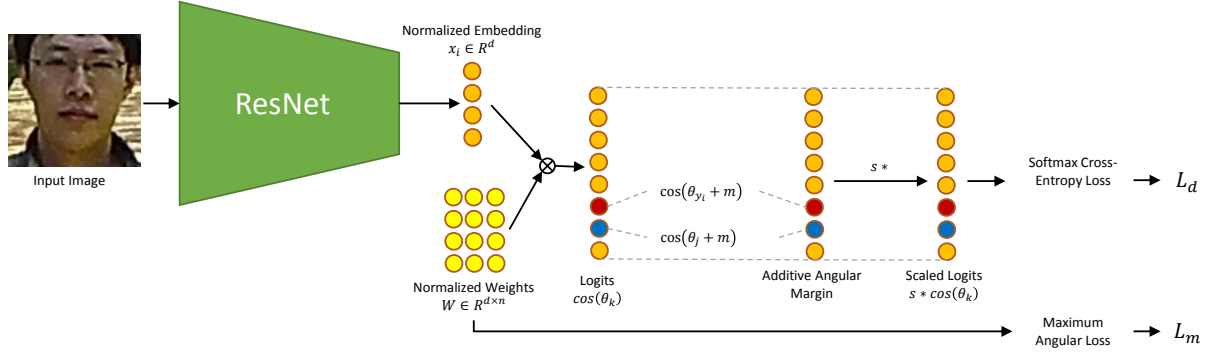 Input Image
ResNet
Normalized Embedding
x_i ∈ R^d
Normalized Weights
W ∈ R^{d×n}
Logits
cos(θ_k)
cos(θ_{y_i} + m)
cos(θ_j + m)
Additive Angular
Margin
s *
Scaled Logits
s * cos(θ_k)
Softmax Cross-
Entropy Loss
L_d
Maximum
Angular Loss
L_m